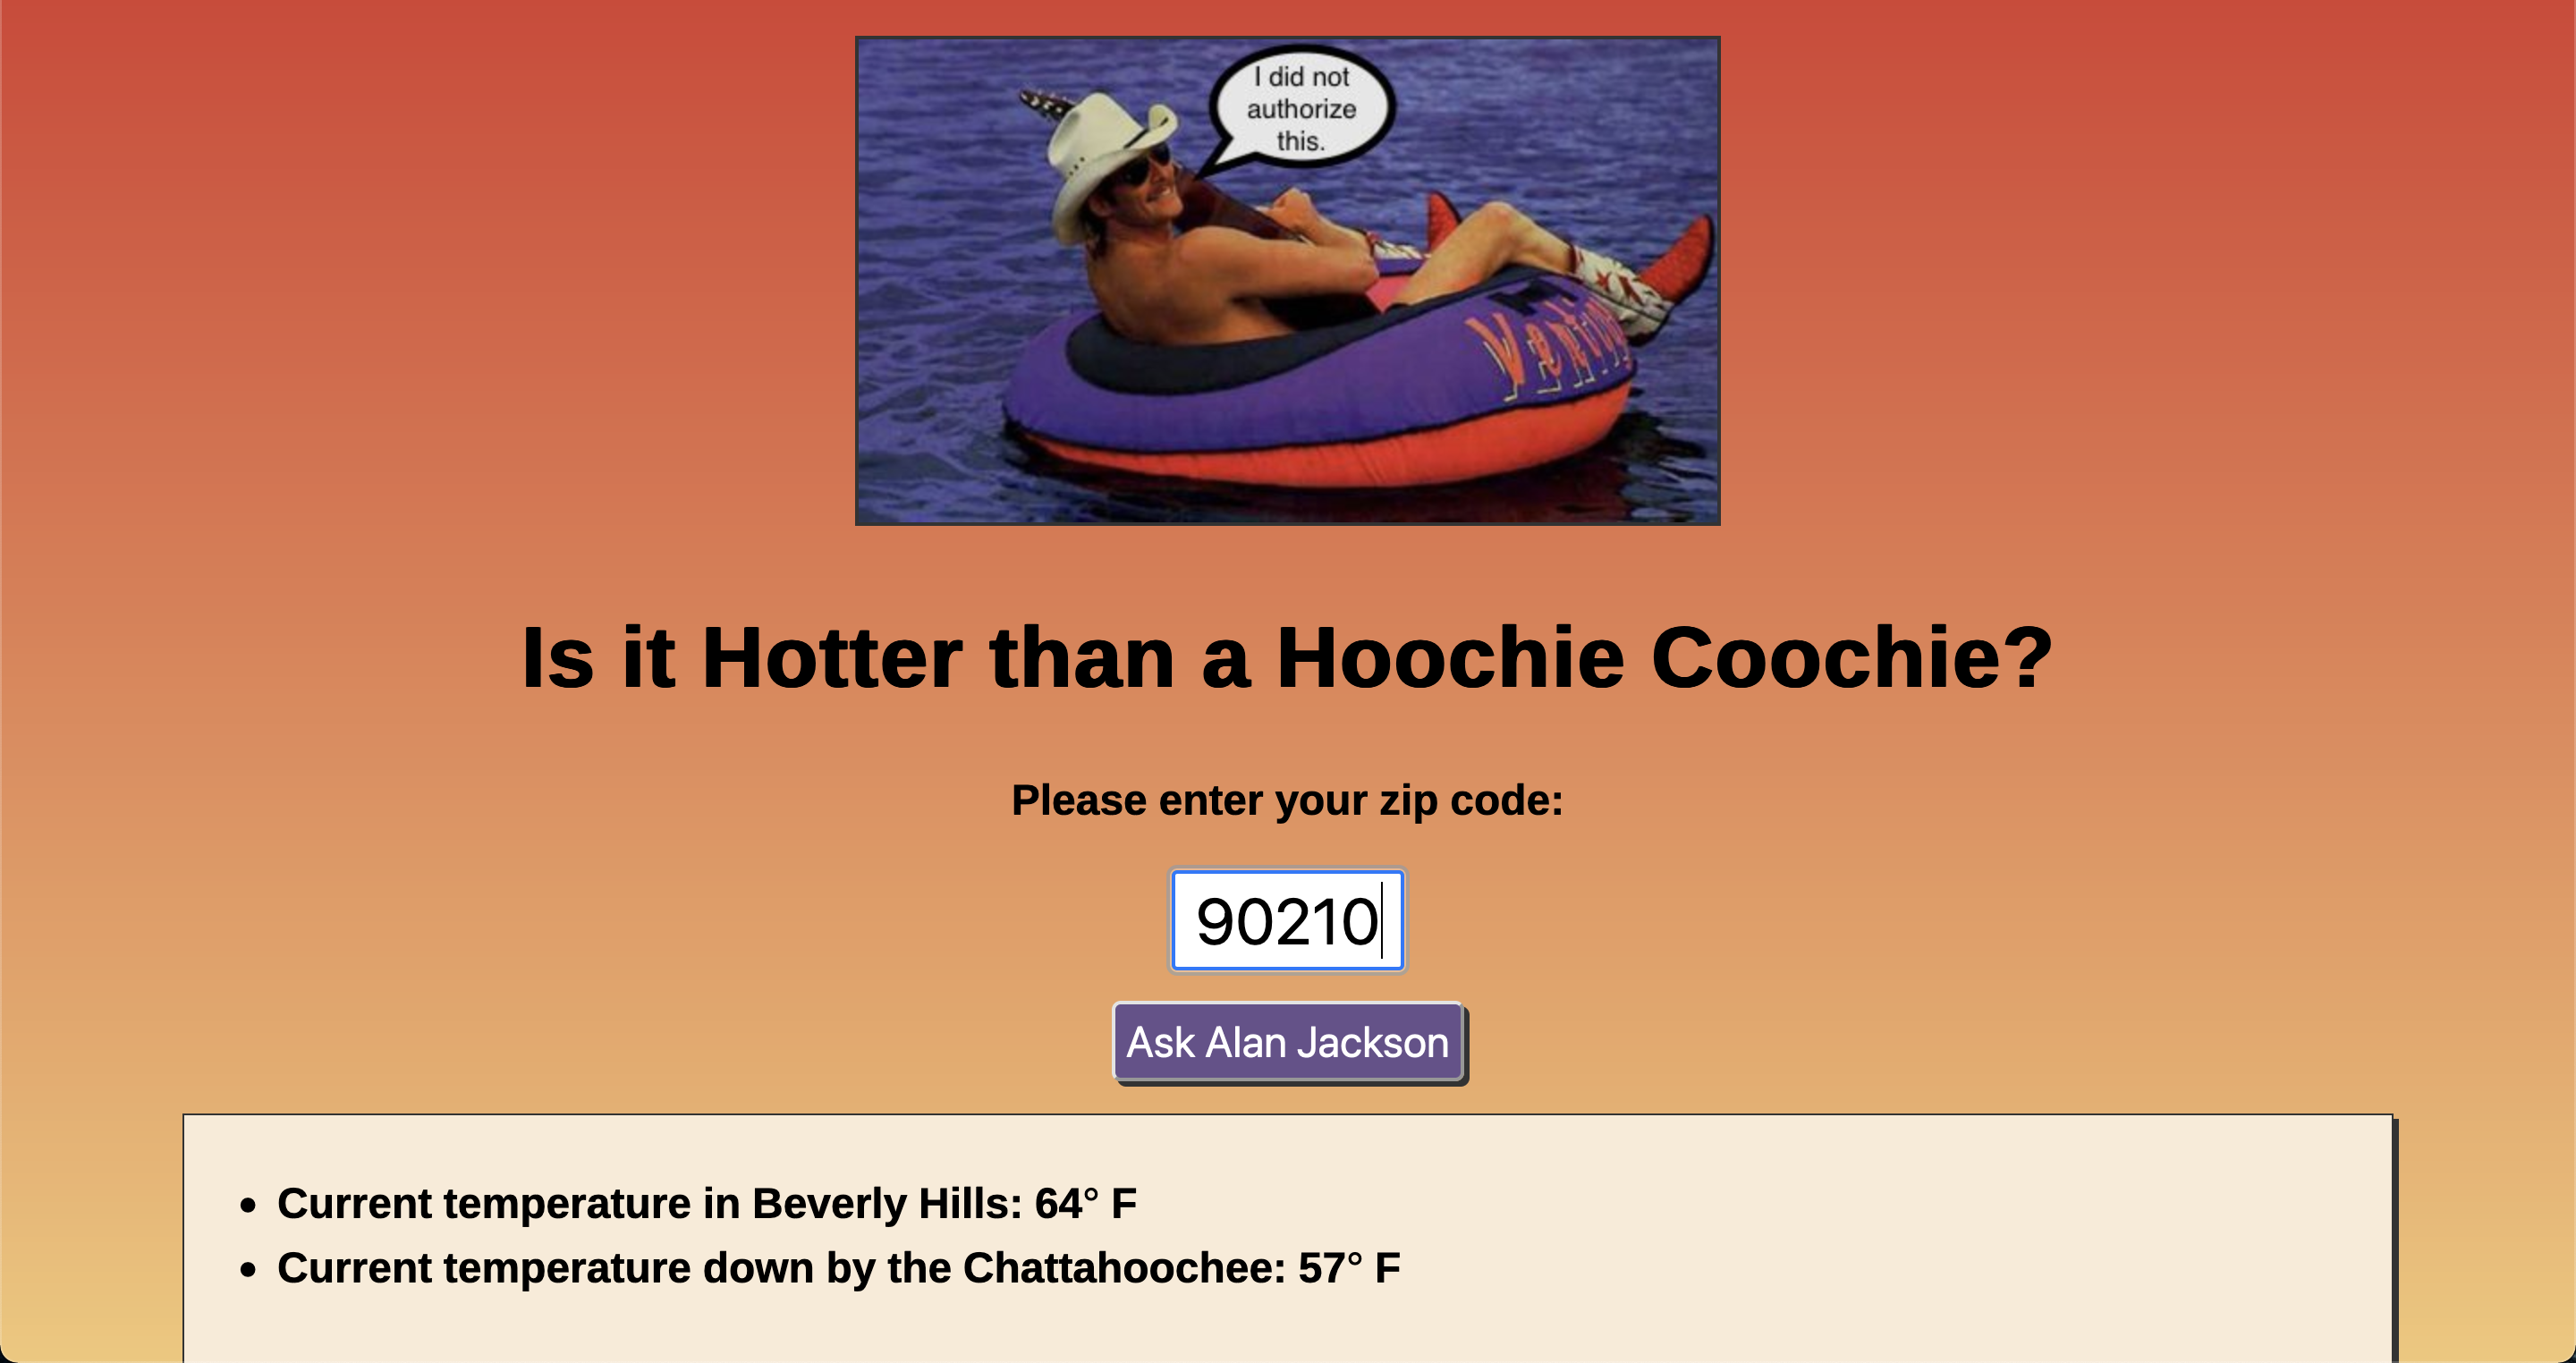 I did not
authorize
this.
Is it Hotter than a Hoochie Coochie?
Please enter your zip code:
90210
Ask Alan Jackson
• Current temperature in Beverly Hills: 64° F
• Current temperature down by the Chattahoochee: 57° F